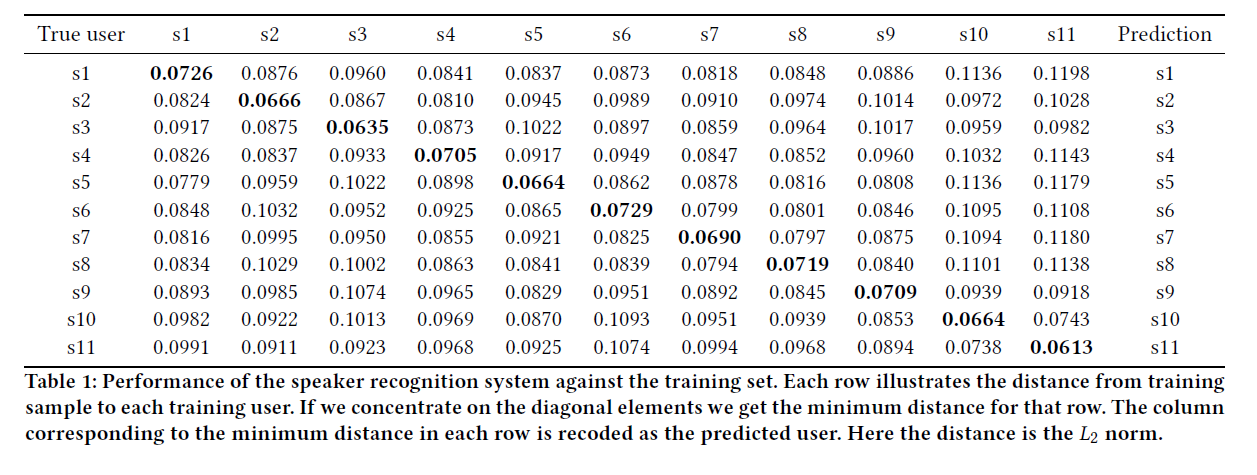 True user s1 s2 s3 s4 s5 s6 s7 s8 s9 s10 s11 Prediction
s1 0.0726 0.0876 0.0960 0.0841 0.0837 0.0873 0.0818 0.0848 0.0886 0.1136 0.1198 s1
s2 0.0824 0.0666 0.0867 0.0810 0.0945 0.0989 0.0910 0.0974 0.1014 0.0972 0.1028 s2
s3 0.0917 0.0875 0.0635 0.0873 0.1022 0.0897 0.0859 0.0964 0.1017 0.0959 0.0982 s3
s4 0.0826 0.0837 0.0933 0.0705 0.0917 0.0949 0.0847 0.0852 0.0960 0.1032 0.1143 s4
s5 0.0779 0.0959 0.1022 0.0898 0.0664 0.0862 0.0878 0.0816 0.0808 0.1136 0.1179 s5
s6 0.0848 0.1032 0.0952 0.0925 0.0865 0.0729 0.0799 0.0801 0.0846 0.1095 0.1108 s6
s7 0.0816 0.0995 0.0950 0.0855 0.0921 0.0825 0.0690 0.0797 0.0875 0.1094 0.1180 s7
s8 0.0834 0.1029 0.1002 0.0863 0.0841 0.0839 0.0794 0.0719 0.0840 0.1101 0.1138 s8
s9 0.0893 0.0985 0.1074 0.0965 0.0829 0.0951 0.0892 0.0845 0.0709 0.0939 0.0918 s9
s10 0.0982 0.0922 0.1013 0.0969 0.0870 0.1093 0.0951 0.0939 0.0853 0.0664 0.0743 s10
s11 0.0991 0.0911 0.0923 0.0968 0.0925 0.1074 0.0994 0.0968 0.0894 0.0738 0.0613 s11
Table 1: Performance of the speaker recognition system against the training set. Each row illustrates the distance from training
sample to each training user. If we concentrate on the diagonal elements we get the minimum distance for that row. The column
corresponding to the minimum distance in each row is recoded as the predicted user. Here the distance is the L2 norm.